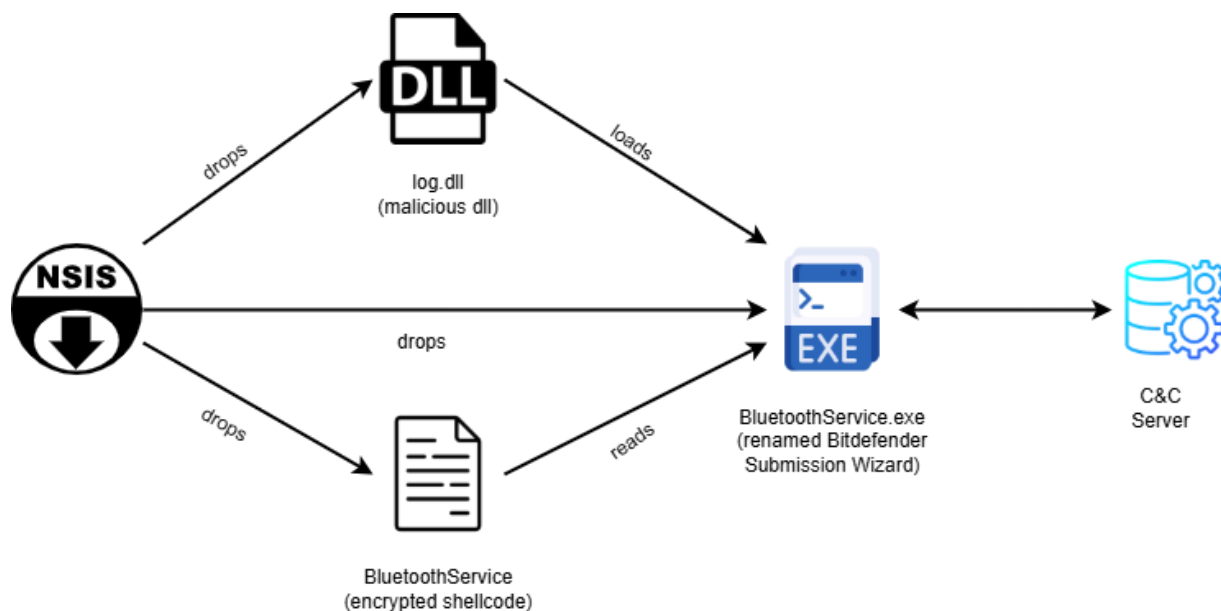 DLL
drops
loads
log.dll
(malicious dll)
NSIS
drops
EXE
drops
reads
BluetoothService.exe
(renamed Bitdefender
Submission Wizard)
C&C
Server
BluetoothService
(encrypted shellcode)